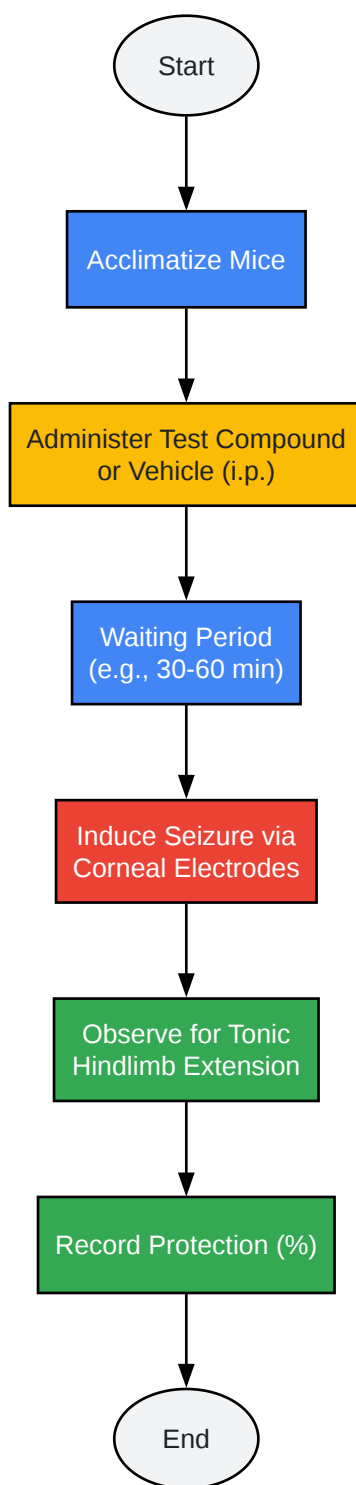 Start
Acclimatize Mice
Administer Test Compound
or Vehicle (i.p.)
Waiting Period
(e.g., 30-60 min)
Induce Seizure via
Corneal Electrodes
Observe for Tonic
Hindlimb Extension
Record Protection (%)
End